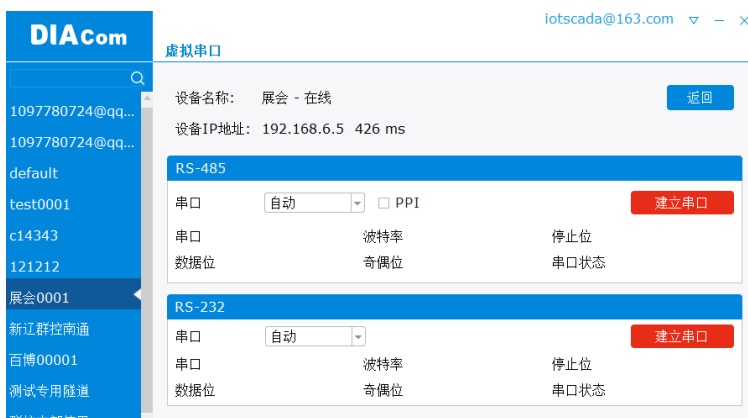 DIACom
iotscada@163.com
虚拟串口
1097780724@qq...
1097780724@qq...
default
test0001
c14343
121212
展会0001
新辽群控南通
百博00001
测试专用隧道
设备名称: 展会 - 在线
返回
设备IP地址: 192.168.6.5 426 ms
RS-485
串口 自动 PPI 建立串口
串口 波特率 停止位
数据位 奇偶位 串口状态
RS-232
串口 自动 建立串口
串口 波特率 停止位
数据位 奇偶位 串口状态